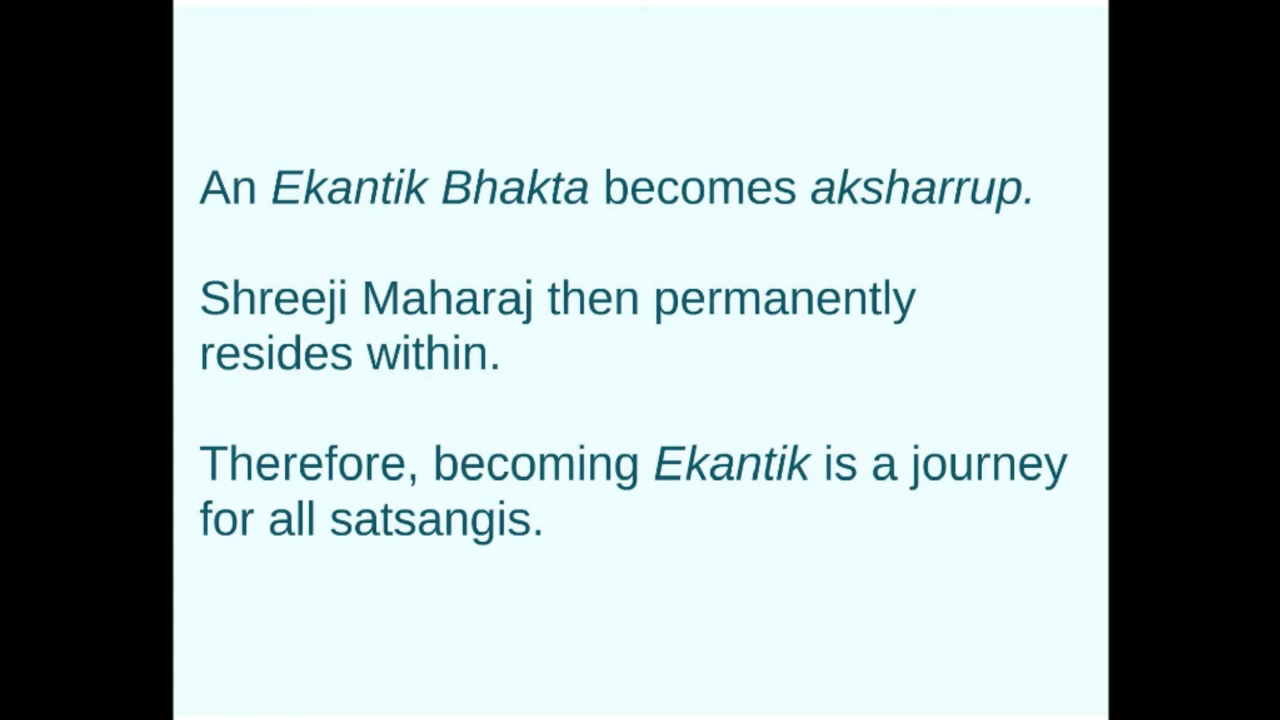 An Ekantik Bhakta becomes aksharrup.
Shreeji Maharaj then permanently
resides within.
Therefore, becoming Ekantik is a journey
for all satsangis.